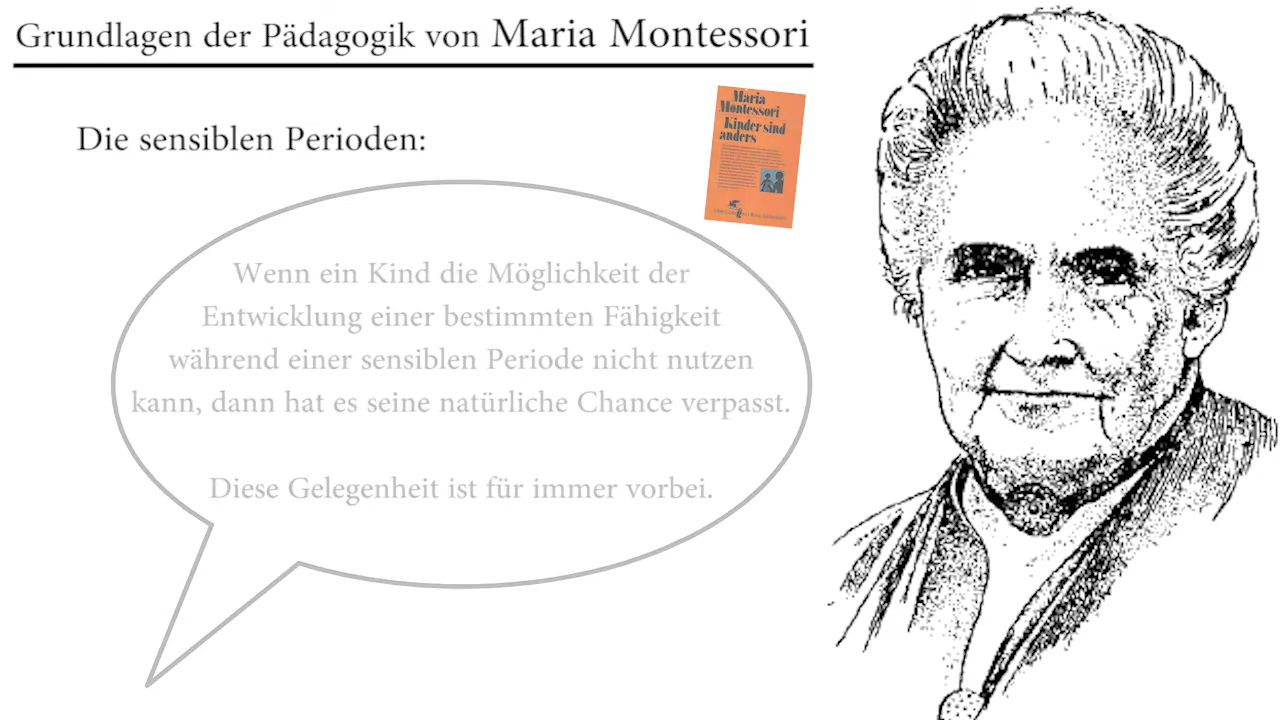 Grundlagen der Pädagogik von Maria Montessori
Die sensiblen Perioden:
Maria
Montessori
Kinder sind
anders
Wenn ein Kind die Möglichkeit der
Entwicklung einer bestimmten Fähigkeit
während einer sensiblen Periode nicht nutzen
kann, dann hat es seine natürliche Chance verpasst.
Diese Gelegenheit ist für immer vorbei.